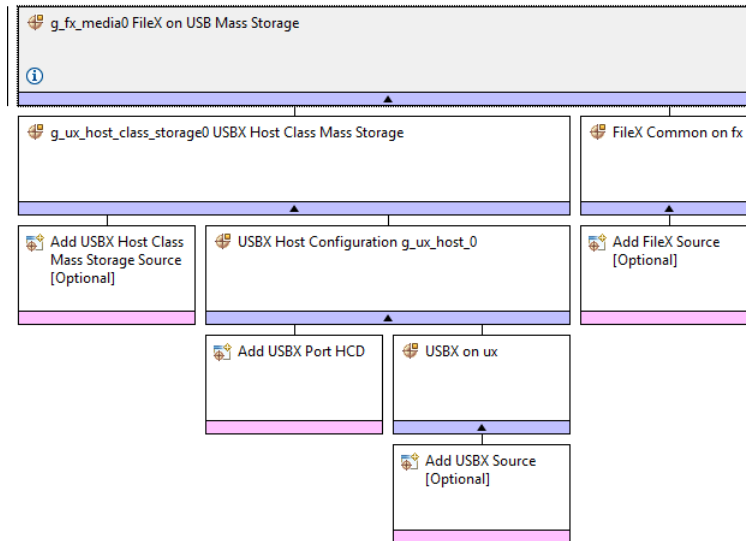 g_fx_media0 FileX on USB Mass Storage
g_ux_host_class_storage0 USBX Host Class Mass Storage
FileX Common on fx
Add USBX Host Class
Mass Storage Source
[Optional]
USBX Host Configuration g_ux_host_0
Add FileX Source
[Optional]
Add USBX Port HCD
USBX on ux
Add USBX Source
[Optional]